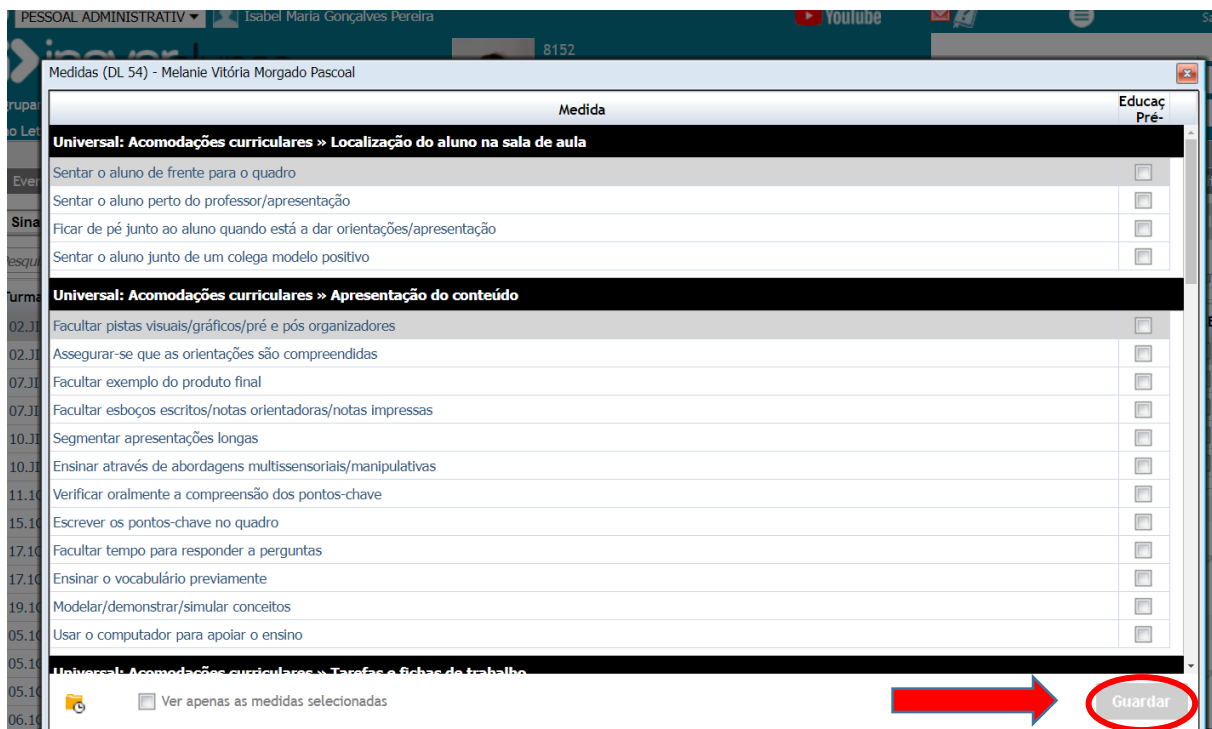 PESSOAL ADMINISTRATIV
Isabel Maria Gonçalves Pereira
YouTube
8152
Medidas (DL 54) - Melanie Vitória Morgado Pascoal
Medida
Educaç
Pré-
Universal: Acomodações curriculares » Localização do aluno na sala de aula
Sentar o aluno de frente para o quadro
Sentar o aluno perto do professor/apresentação
Ficar de pé junto ao aluno quando está a dar orientações/apresentação
Sentar o aluno junto de um colega modelo positivo
Universal: Acomodações curriculares » Apresentação do conteúdo
Facultar pistas visuais/gráficos/pré e pós organizadores
Assegurar-se que as orientações são compreendidas
Facultar exemplo do produto final
Facultar esboços escritos/notas orientadoras/notas impressas
Segmentar apresentações longas
Ensinar através de abordagens multissensoriais/manipulativas
Verificar oralmente a compreensão dos pontos-chave
Escrever os pontos-chave no quadro
Facultar tempo para responder a perguntas
Ensinar o vocabulário previamente
Modelar/demonstrar/simular conceitos
Usar o computador para apoiar o ensino
Universal: Acomodações curriculares » Tarefas e fichas de trabalho
Ver apenas as medidas selecionadas
Guardar